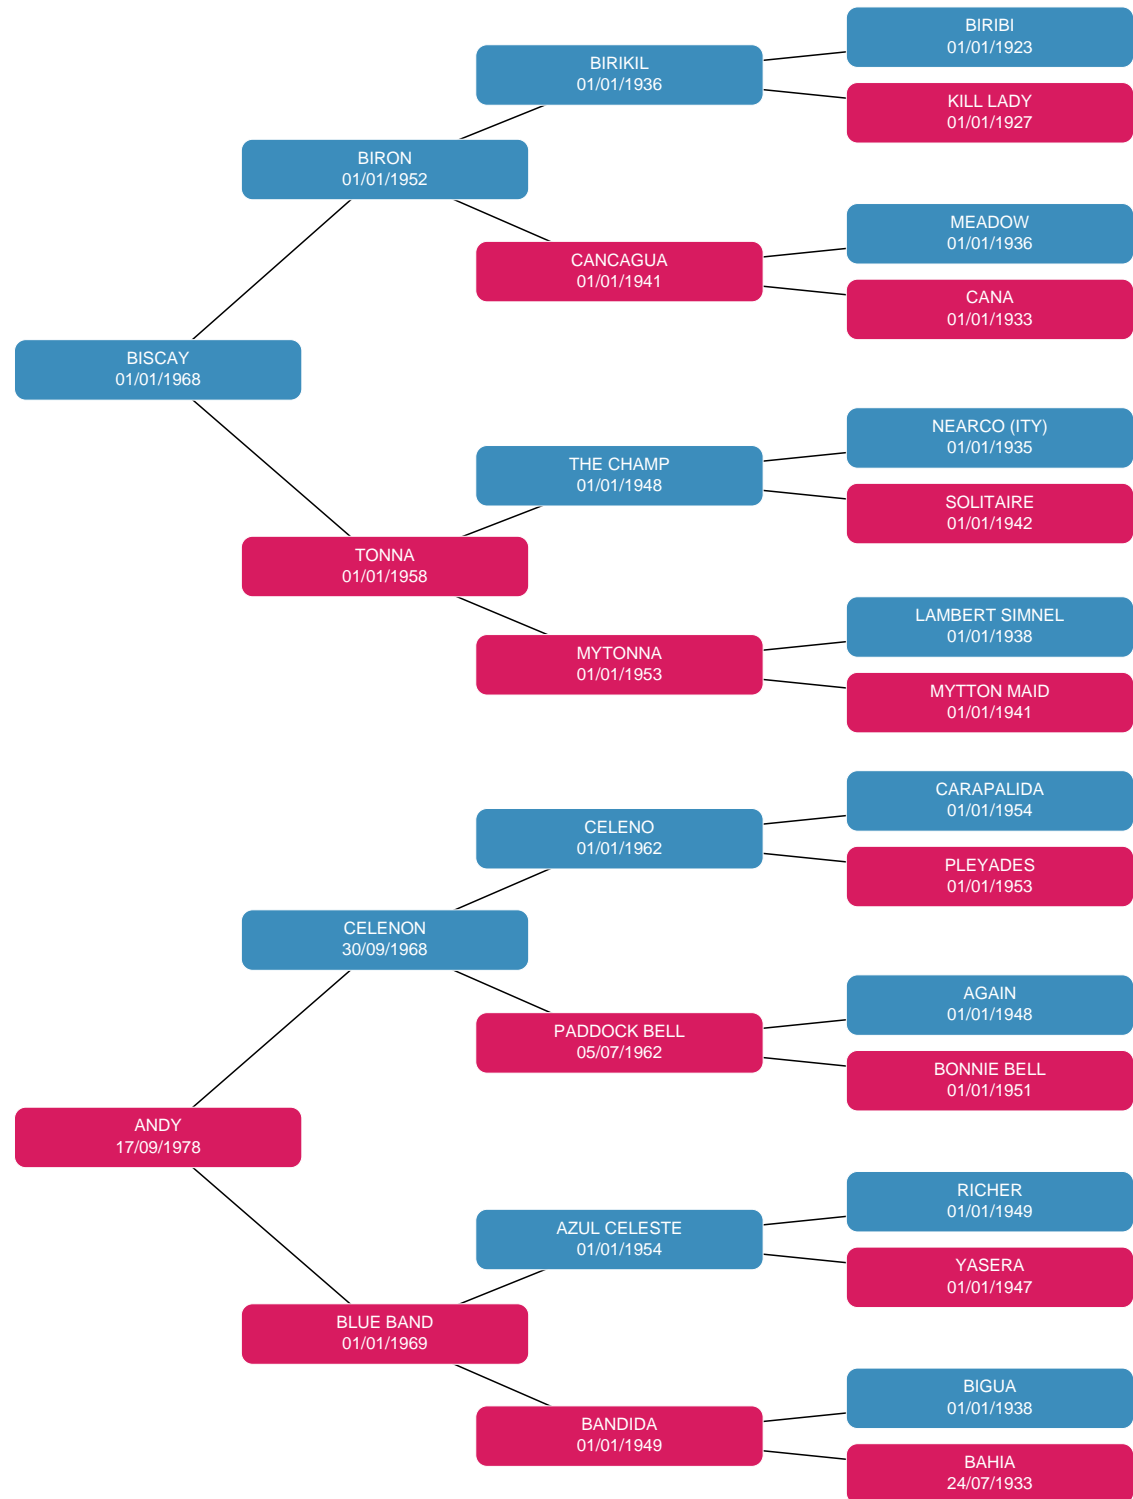 BIRIBI
01/01/1923
BIRIKIL
01/01/1936
KILL LADY
01/01/1927
BIRON
01/01/1952
MEADOW
01/01/1936
CANCAGUA
01/01/1941
CANA
01/01/1933
BISCAY
01/01/1968
NEARCO (ITY)
01/01/1935
THE CHAMP
01/01/1948
SOLITAIRE
01/01/1942
TONNA
01/01/1958
LAMBERT SIMNEL
01/01/1938
MYTONNA
01/01/1953
MYTTON MAID
01/01/1941
CARAPALIDA
01/01/1954
CELENO
01/01/1962
PLEYADES
01/01/1953
CELENON
30/09/1968
AGAIN
01/01/1948
PADDOCK BELL
05/07/1962
BONNIE BELL
01/01/1951
ANDY
17/09/1978
RICHER
01/01/1949
AZUL CELESTE
01/01/1954
YASERA
01/01/1947
BLUE BAND
01/01/1969
BIGUA
01/01/1938
BANDIDA
01/01/1949
BAHIA
24/07/1933